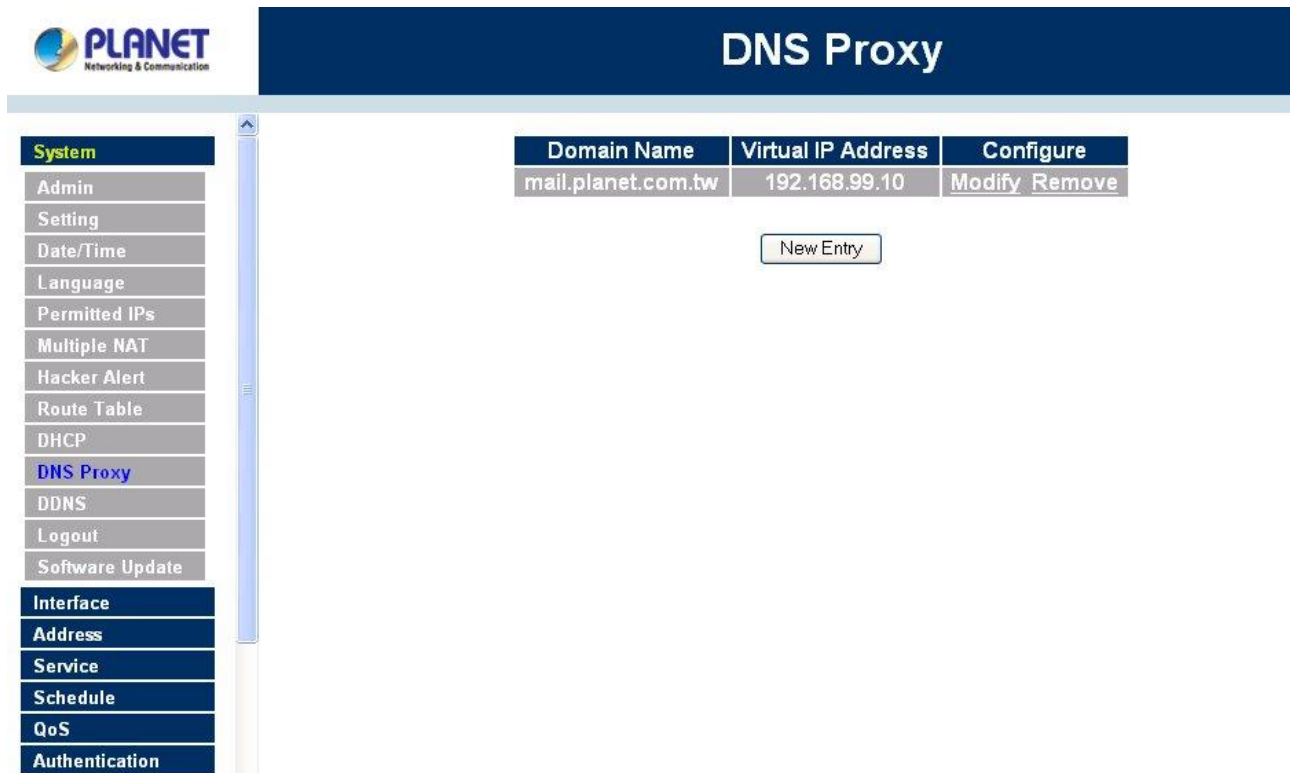 PLANET
Networking & Communication
DNS Proxy
System
Admin
Setting
Date/Time
Language
Permitted IPs
Multiple NAT
Hacker Alert
Route Table
DHCP
DNS Proxy
DDNS
Logout
Software Update
Interface
Address
Service
Schedule
QoS
Authentication
Domain Name Virtual IP Address Configure
mail.planet.com.tw 192.168.99.10 Modify Remove
New Entry